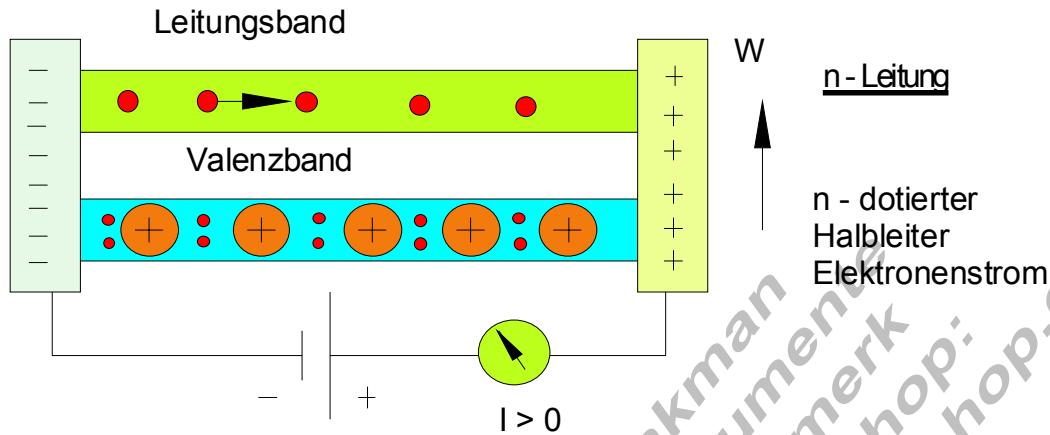 Leitungsband
W
n - Leitung
Valenzband
n - dotierter
Halbleiter
Elektronenstrom
− +
I > 0